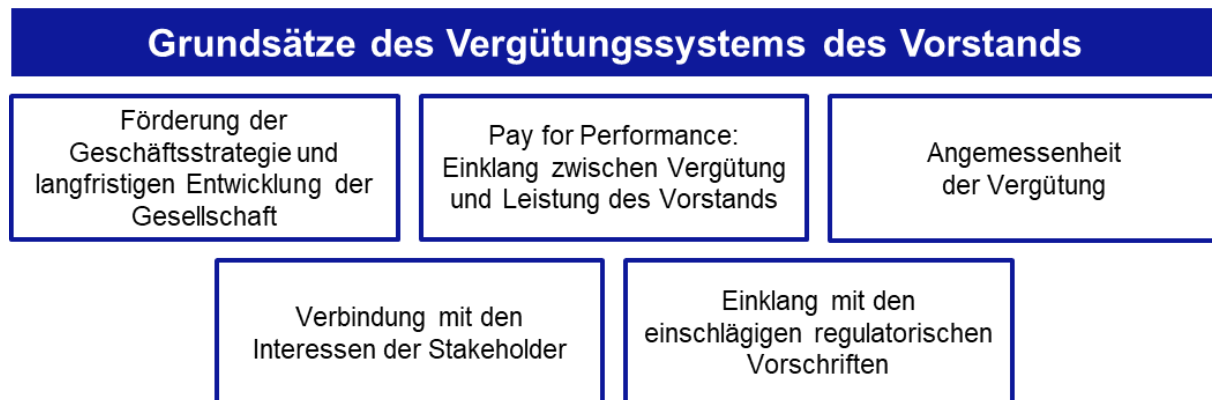 Grundsätze des Vergütungssystems des Vorstands
Förderung der
Geschäftsstrategie und
langfristigen Entwicklung der
Gesellschaft
Pay for Performance:
Einklang zwischen Vergütung
und Leistung des Vorstands
Angemessenheit
der Vergütung
Verbindung mit den
Interessen der Stakeholder
Einklang mit den
einschlägigen regulatorischen
Vorschriften